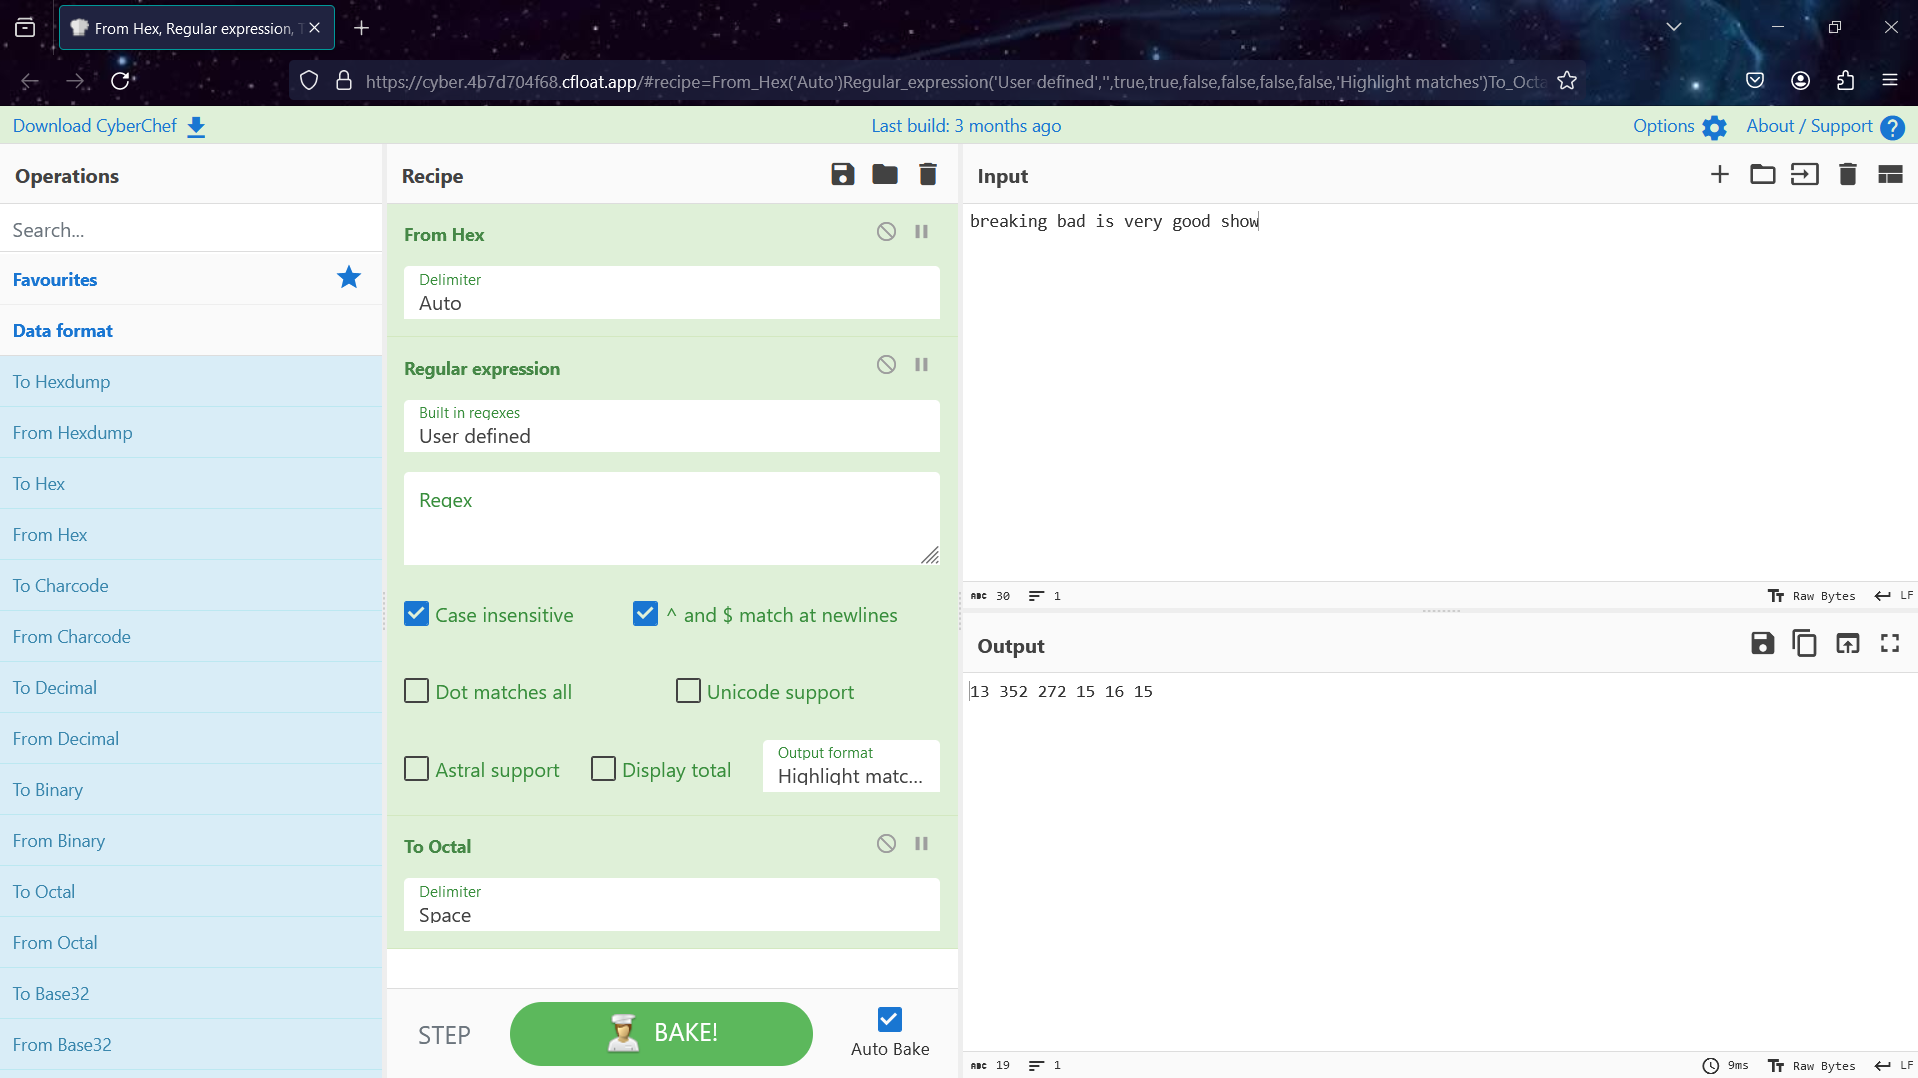 From Hex, Regular expression, T
https://cyber.4b7d704f68.cfloat.app/#recipe=From_Hex('Auto')Regular_expression('User defined','',true,true,false,false,false,false,'Highlight matches')To_Octa
Download CyberChef
Last build: 3 months ago
Options
About / Support
Operations
Search...
Favourites
Data format
To Hexdump
From Hexdump
To Hex
From Hex
To Charcode
From Charcode
To Decimal
From Decimal
To Binary
From Binary
To Octal
From Octal
To Base32
From Base32
Recipe
From Hex
Delimiter
Auto
Regular expression
Built in regexes
User defined
Regex
Case insensitive
^ and $ match at newlines
Dot matches all
Unicode support
Astral support
Display total
Output format
Highlight matc...
To Octal
Delimiter
Space
STEP
BAKE!
Auto Bake
Input
breaking bad is very good show
ABC 30 1
Raw Bytes LF
Output
13 352 272 15 16 15
ABC 19 1
9ms Raw Bytes LF